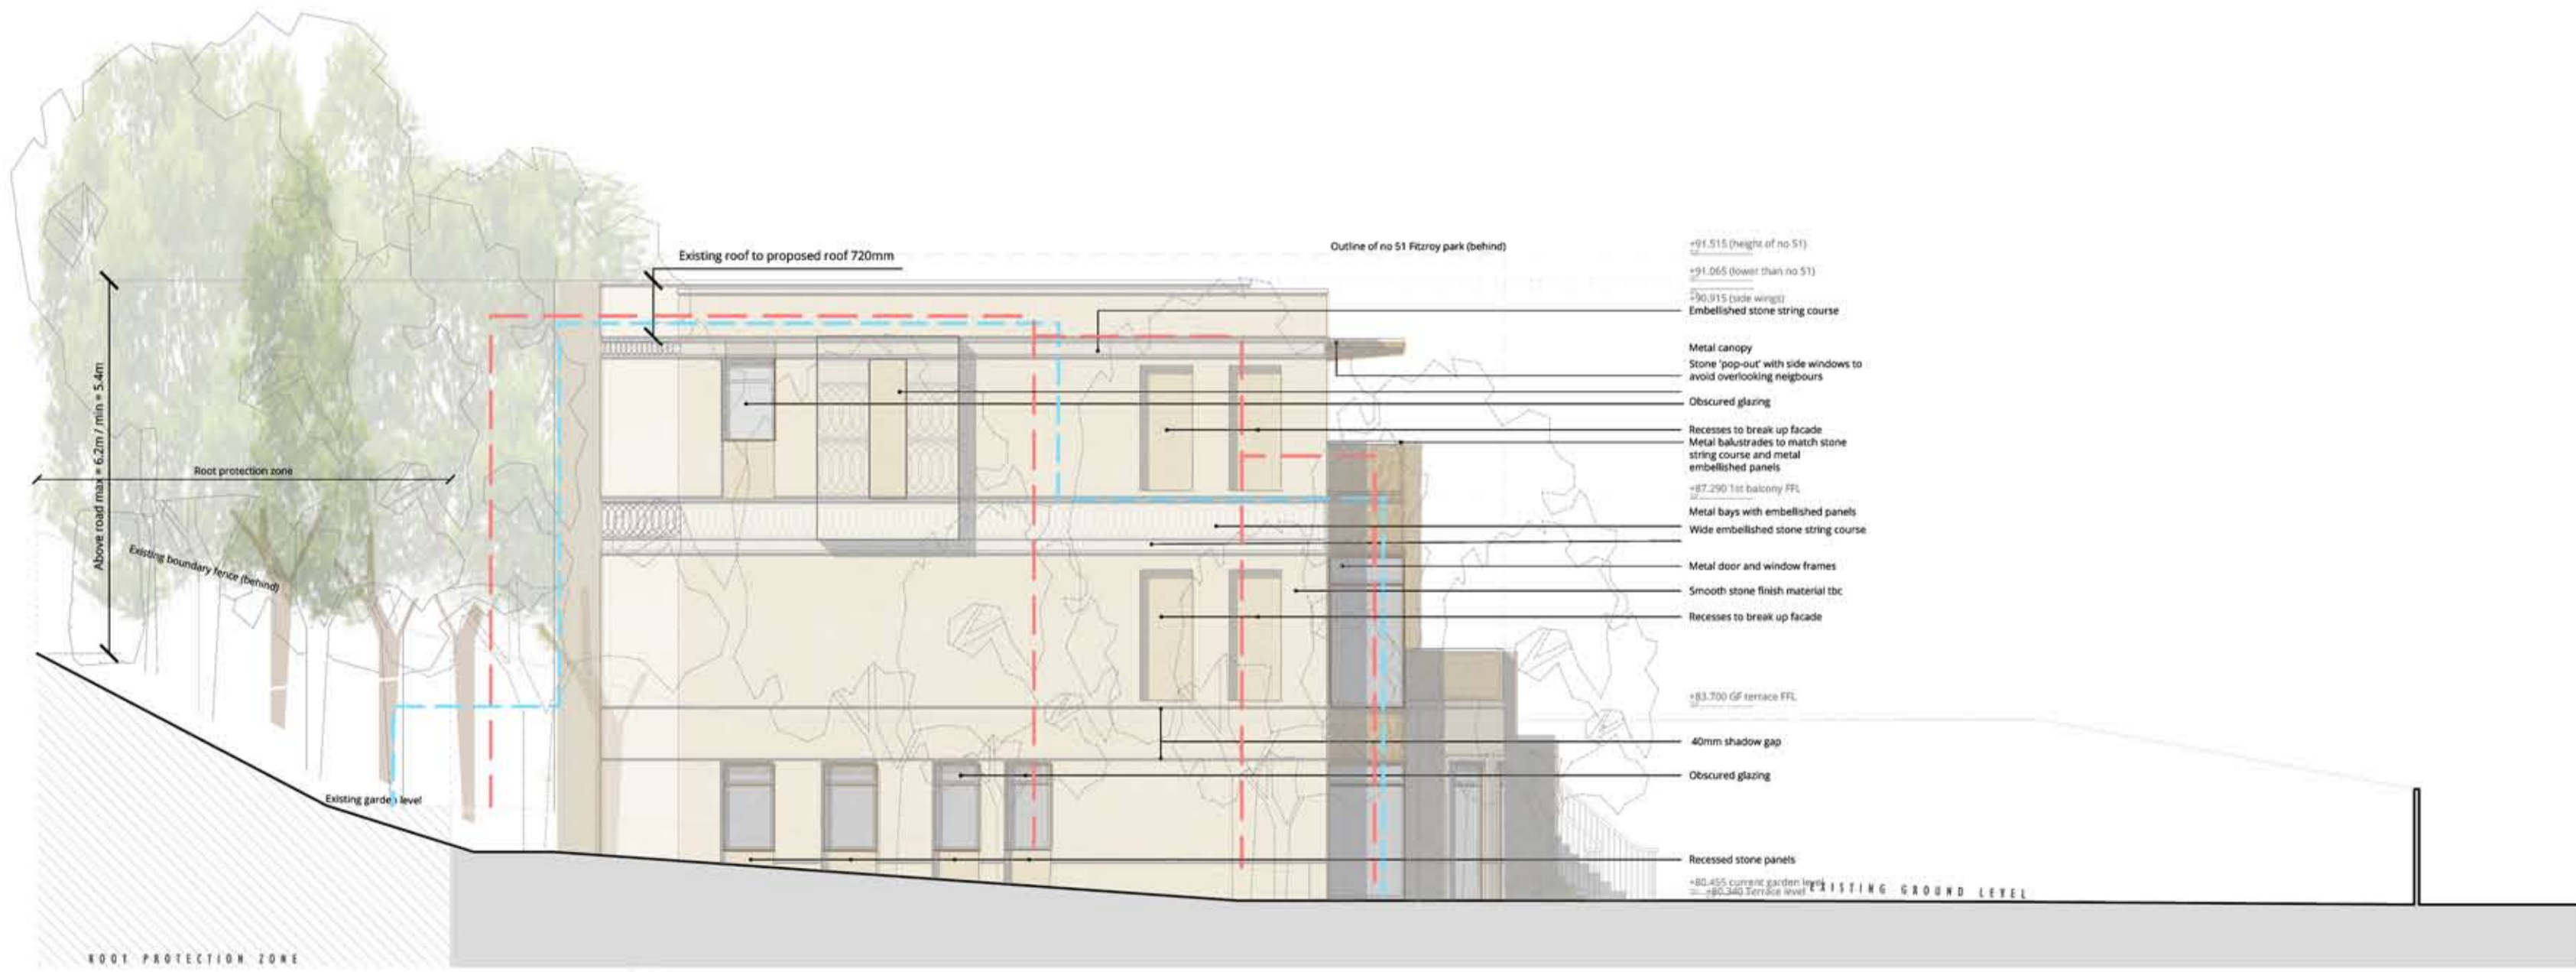 Existing roof to proposed roof 720mm
Outline of no 51 Fitzroy park (behind)
+91.515 (height of no 51)
+91.065 (lower than no 51)
+90.915 (side wings)
Embellished stone string course
Metal canopy
Stone 'pop-out' with side windows to
avoid overlooking neigbours
Obscured glazing
Recesses to break up facade
Metal balustrades to match stone
string course and metal
embellished panels
+87.290 1st balcony FFL
Metal bays with embellished panels
Wide embellished stone string course
Metal door and window frames
Smooth stone finish material tbc
Recesses to break up facade
+83.700 GF terrace FFL
40mm shadow gap
Obscured glazing
Recessed stone panels
+80.455 current garden level
+80.340 Terrace level
EXISTING GROUND LEVEL
Above road max = 6.2m / min = 5.4m
Root protection zone
Existing boundary fence (behind)
Existing garden level
ROOT PROTECTION ZONE